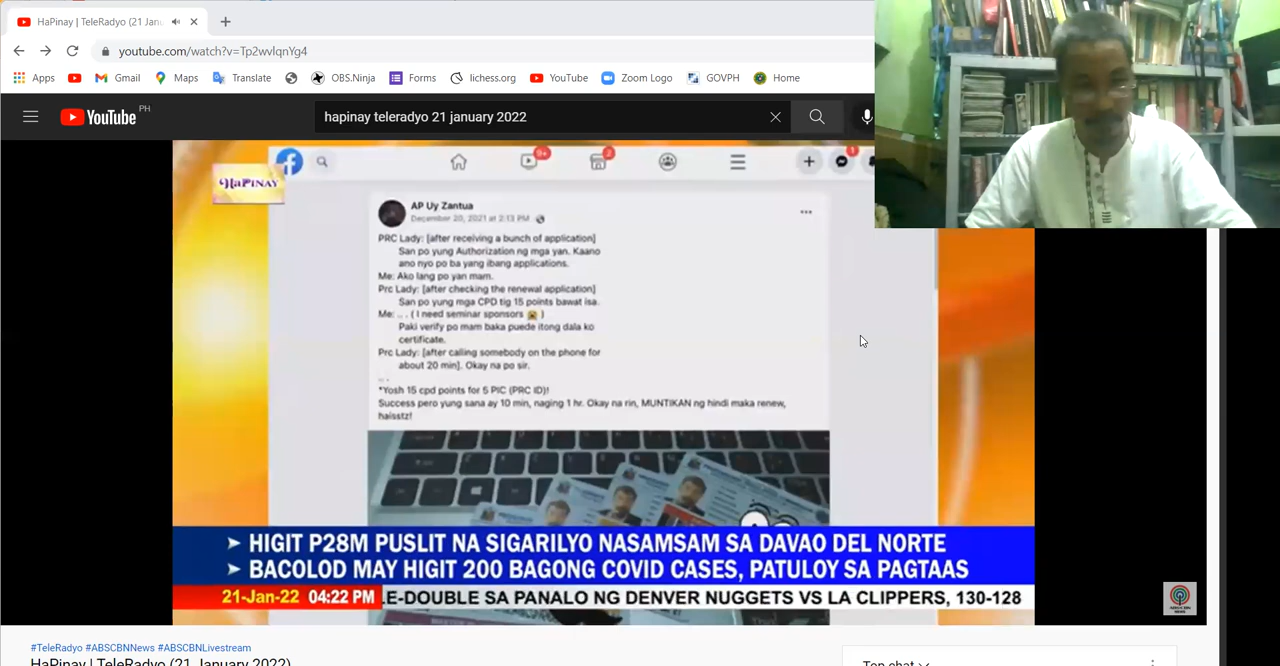 HaPinay | TeleRadyo (21 Janu
youtube.com/watch?v=Tp2wvlqnYg4
Apps
Gmail
Maps
Translate
OBS.Ninja
Forms
lichess.org
YouTube
Zoom Logo
GOVPH
Home
YouTube PH
hapinay teleradyo 21 january 2022
HaPinay
9+
2
1
AP Uy Zantua
December 20, 2021 at 2:13 PM
PRC Lady: [after receiving a bunch of application]
San po yung Authorization ng mga yan. Kaano
ano nyo po ba yang ibang applications.
Me: Ako lang po yan mam.
Prc Lady: [after checking the renewal application]
San po yung mga CPD tig 15 points bawat isa.
Me: .. . ( I need seminar sponsors 😩 )
Paki verify po mam baka puede itong dala ko
certificate.
Prc Lady: [after calling somebody on the phone for
about 20 min]. Okay na po sir.
.. .
*Yosh 15 cpd points for 5 PIC (PRC ID)!
Success pero yung sana ay 10 min, naging 1 hr. Okay na rin, MUNTIKAN ng hindi maka renew,
haisstz!
➤ HIGIT P28M PUSLIT NA SIGARILYO NASAMSAM SA DAVAO DEL NORTE
➤ BACOLOD MAY HIGIT 200 BAGONG COVID CASES, PATULOY SA PAGTAAS
21-Jan-22 04:22 PM .E-DOUBLE SA PANALO NG DENVER NUGGETS VS LA CLIPPERS, 130-128
#TeleRadyo #ABSCBNNews #ABSCBNLivestream
HaPinay | TeleRadyo (21 January 2022)
Top chat